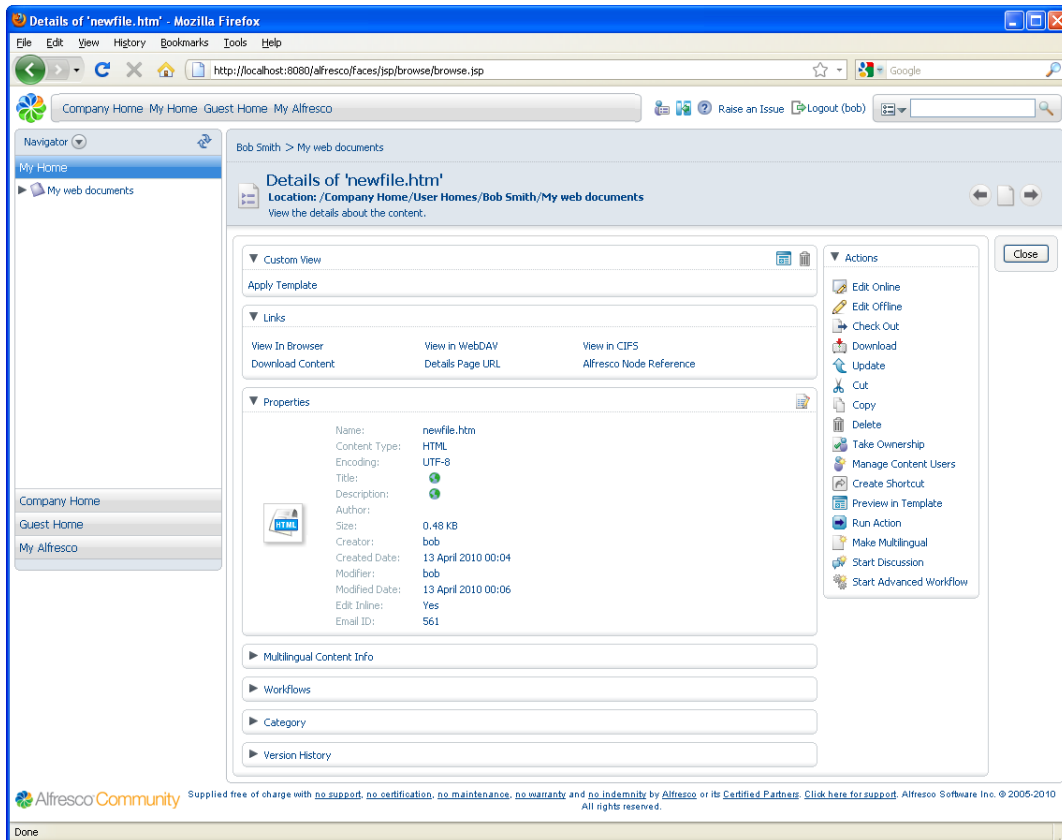 Details of 'newfile.htm' - Mozilla Firefox
File Edit View History Bookmarks Tools Help
http://localhost:8080/alfresco/faces/jsp/browse/browse.jsp
Google
Company Home My Home Guest Home My Alfresco
Raise an Issue Logout (bob)
Navigator
My Home
My web documents
Company Home
Guest Home
My Alfresco
Bob Smith > My web documents
Details of 'newfile.htm'
Location: /Company Home/User Homes/Bob Smith/My web documents
View the details about the content.
Custom View
Apply Template
Links
View In Browser View in WebDAV View in CIFS
Download Content Details Page URL Alfresco Node Reference
Properties
HTML
Name: newfile.htm
Content Type: HTML
Encoding: UTF-8
Title:
Description:
Author:
Size: 0.48 KB
Creator: bob
Created Date: 13 April 2010 00:04
Modifier: bob
Modified Date: 13 April 2010 00:06
Edit Inline: Yes
Email ID: 561
Multilingual Content Info
Workflows
Category
Version History
Actions
Edit Online
Edit Offline
Check Out
Download
Update
Cut
Copy
Delete
Take Ownership
Manage Content Users
Create Shortcut
Preview in Template
Run Action
Make Multilingual
Start Discussion
Start Advanced Workflow
Close
Alfresco Community
Supplied free of charge with no support, no certification, no maintenance, no warranty and no indemnity by Alfresco or its Certified Partners. Click here for support. Alfresco Software Inc. © 2005-2010
All rights reserved.
Done